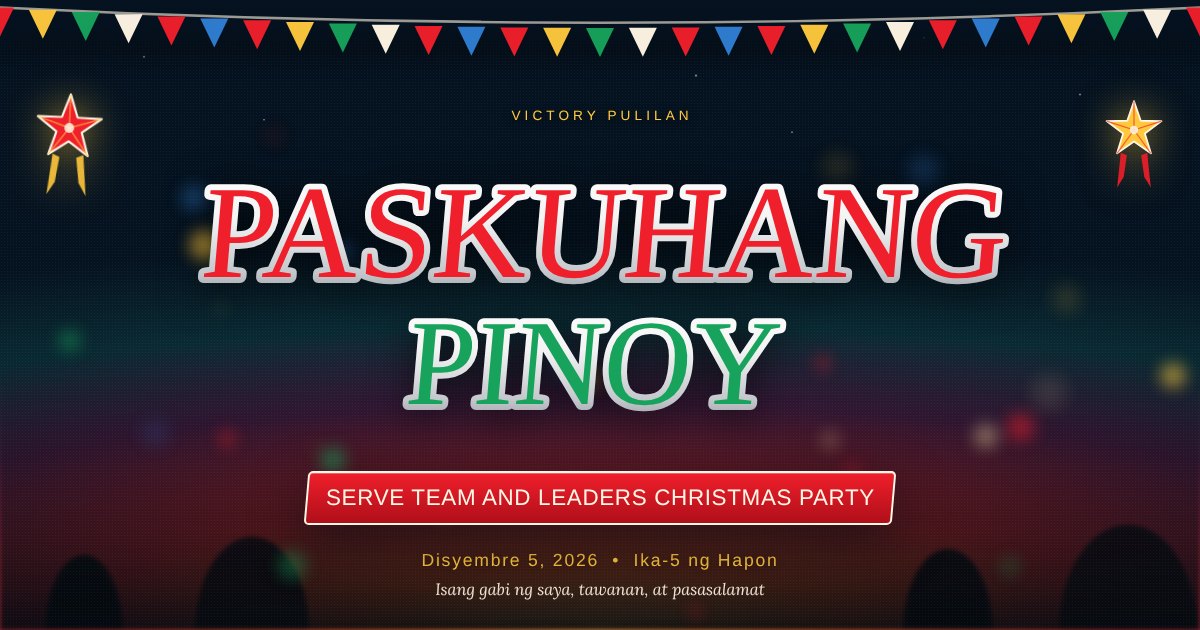 VICTORY PULILAN
PASKUHANG
PINOY
SERVE TEAM AND LEADERS CHRISTMAS PARTY
Disyembre 5, 2026 • Ika-5 ng Hapon
Isang gabi ng saya, tawanan, at pasasalamat